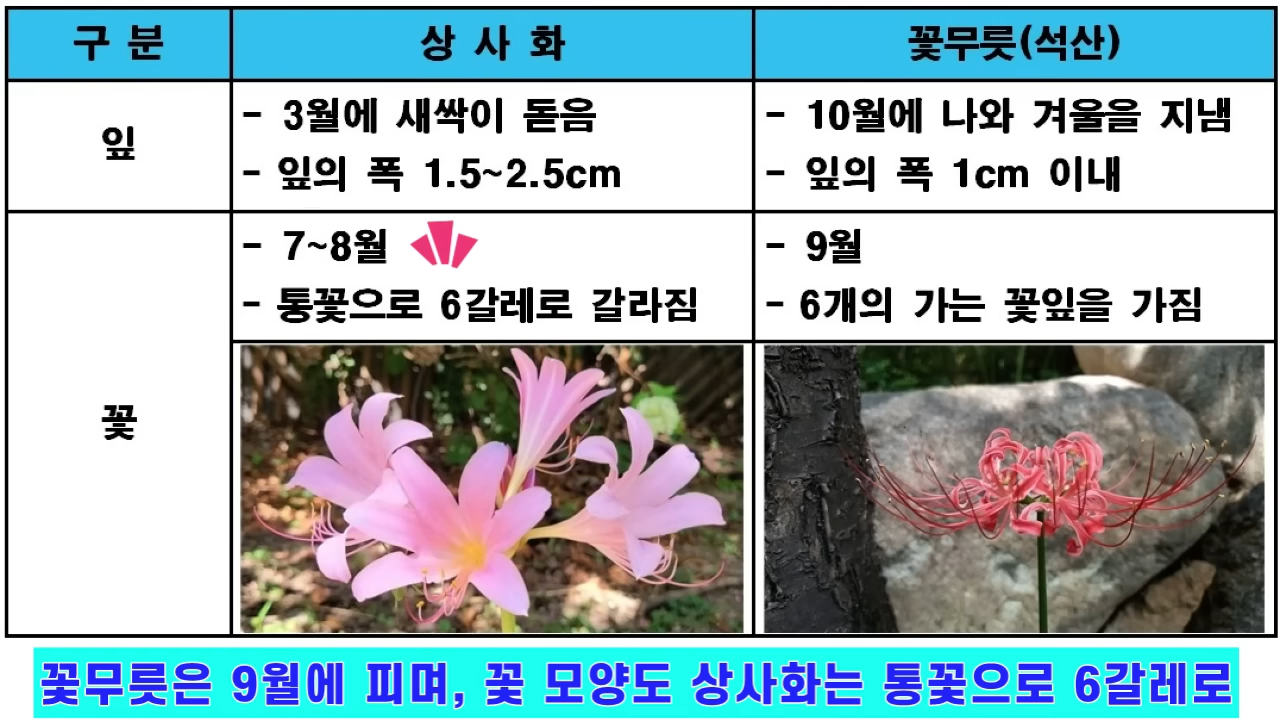 구 분
상 사 화
꽃무릇(석산)
잎
- 3월에 새싹이 돋음
- 잎의 폭 1.5~2.5cm
- 10월에 나와 겨울을 지냄
- 잎의 폭 1cm 이내
꽃
- 7~8월
- 통꽃으로 6갈레로 갈라짐
- 9월
- 6개의 가는 꽃잎을 가짐
꽃무릇은 9월에 피며, 꽃 모양도 상사화는 통꽃으로 6갈레로